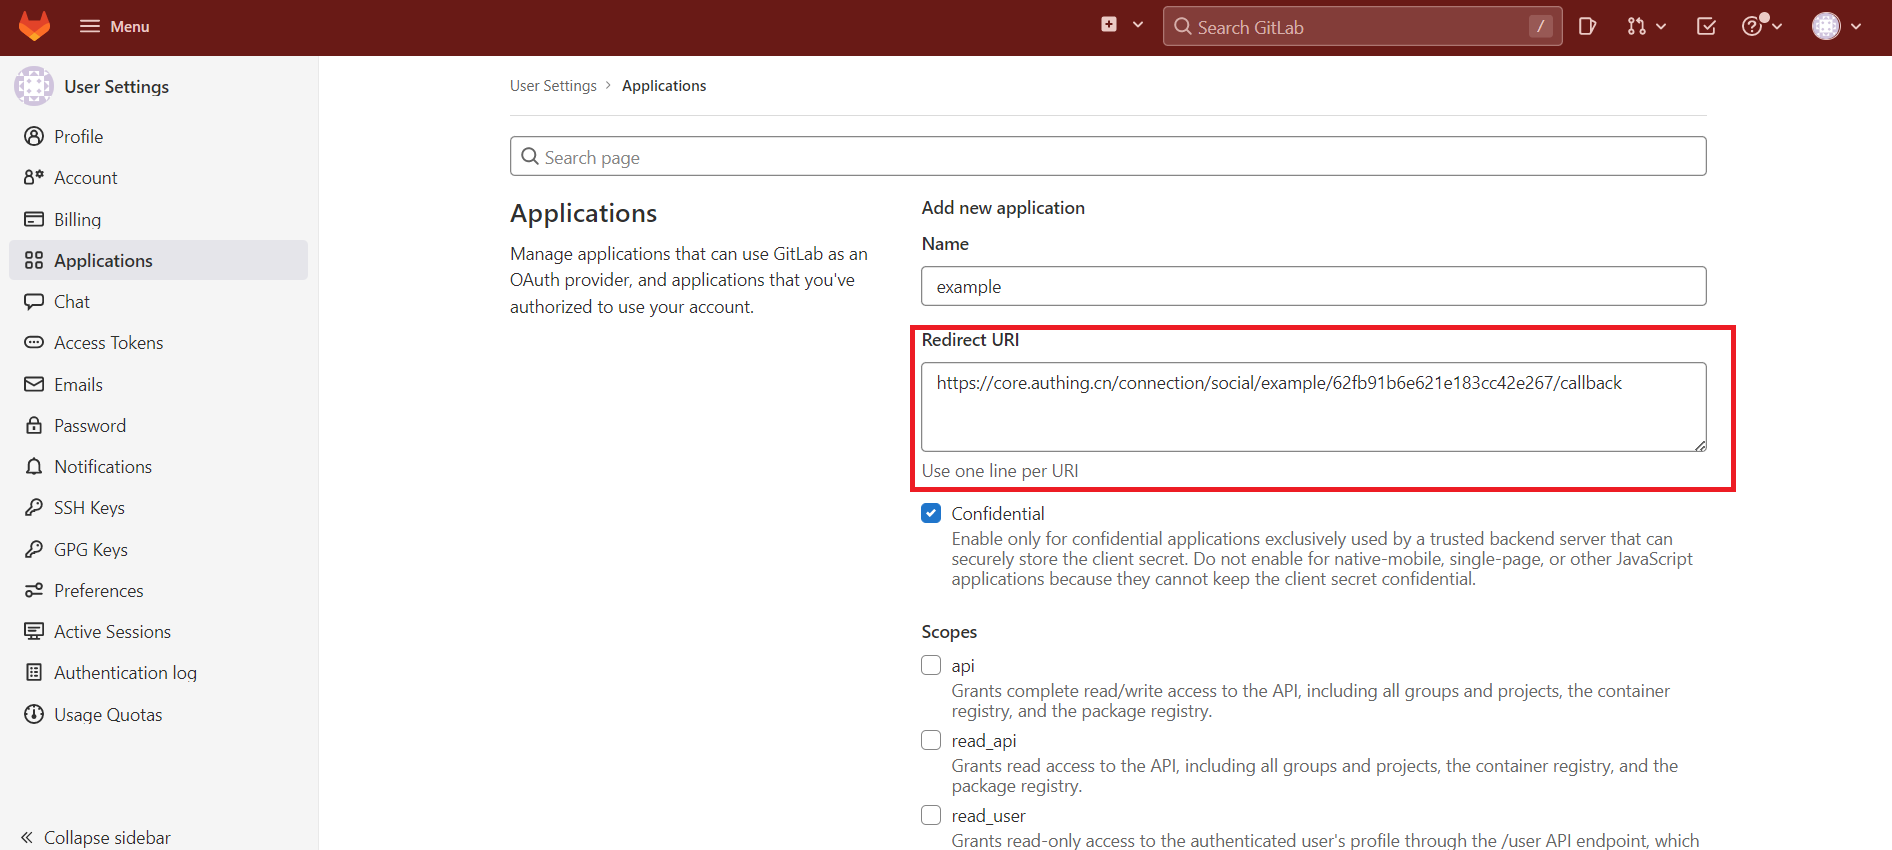 Menu
Search GitLab
/
User Settings
Profile
Account
Billing
Applications
Chat
Access Tokens
Emails
Password
Notifications
SSH Keys
GPG Keys
Preferences
Active Sessions
Authentication log
Usage Quotas
Collapse sidebar
User Settings > Applications
Search page
Applications
Manage applications that can use GitLab as an
OAuth provider, and applications that you've
authorized to use your account.
Add new application
Name
example
Redirect URI
https://core.authing.cn/connection/social/example/62fb91b6e621e183cc42e267/callback
Use one line per URI
Confidential
Enable only for confidential applications exclusively used by a trusted backend server that can
securely store the client secret. Do not enable for native-mobile, single-page, or other JavaScript
applications because they cannot keep the client secret confidential.
Scopes
api
Grants complete read/write access to the API, including all groups and projects, the container
registry, and the package registry.
read_api
Grants read access to the API, including all groups and projects, the container registry, and the
package registry.
read_user
Grants read-only access to the authenticated user's profile through the /user API endpoint, which